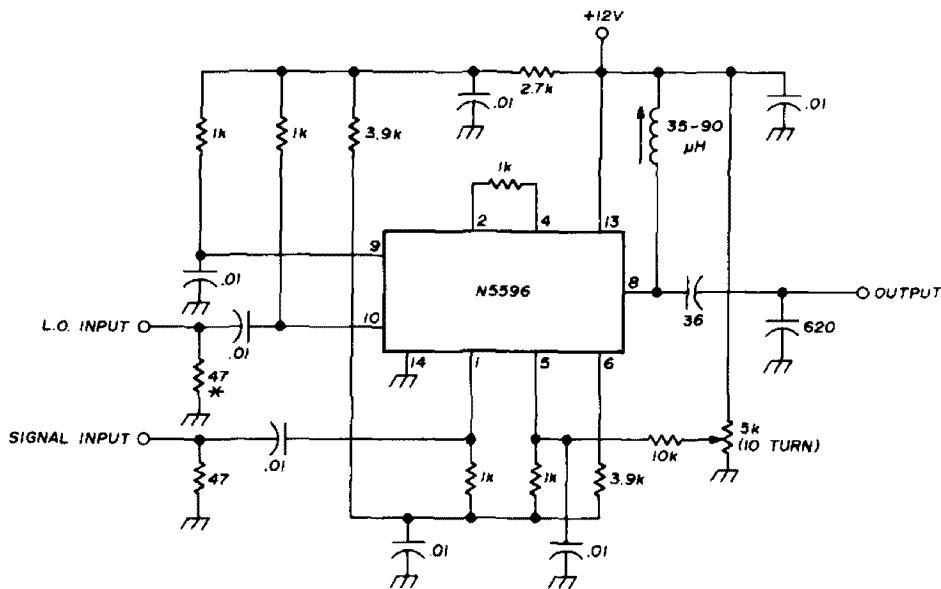 +12V
2.7k
.01
.01
1k
1k
3.9k
35-90
μH
1k
2
4
13
9
.01
N5596
8
OUTPUT
L.O. INPUT
10
.01
36
620
47
*
14
1
5
6
SIGNAL INPUT
.01
10k
5k
(10 TURN)
47
1k
1k
3.9k
.01
.01